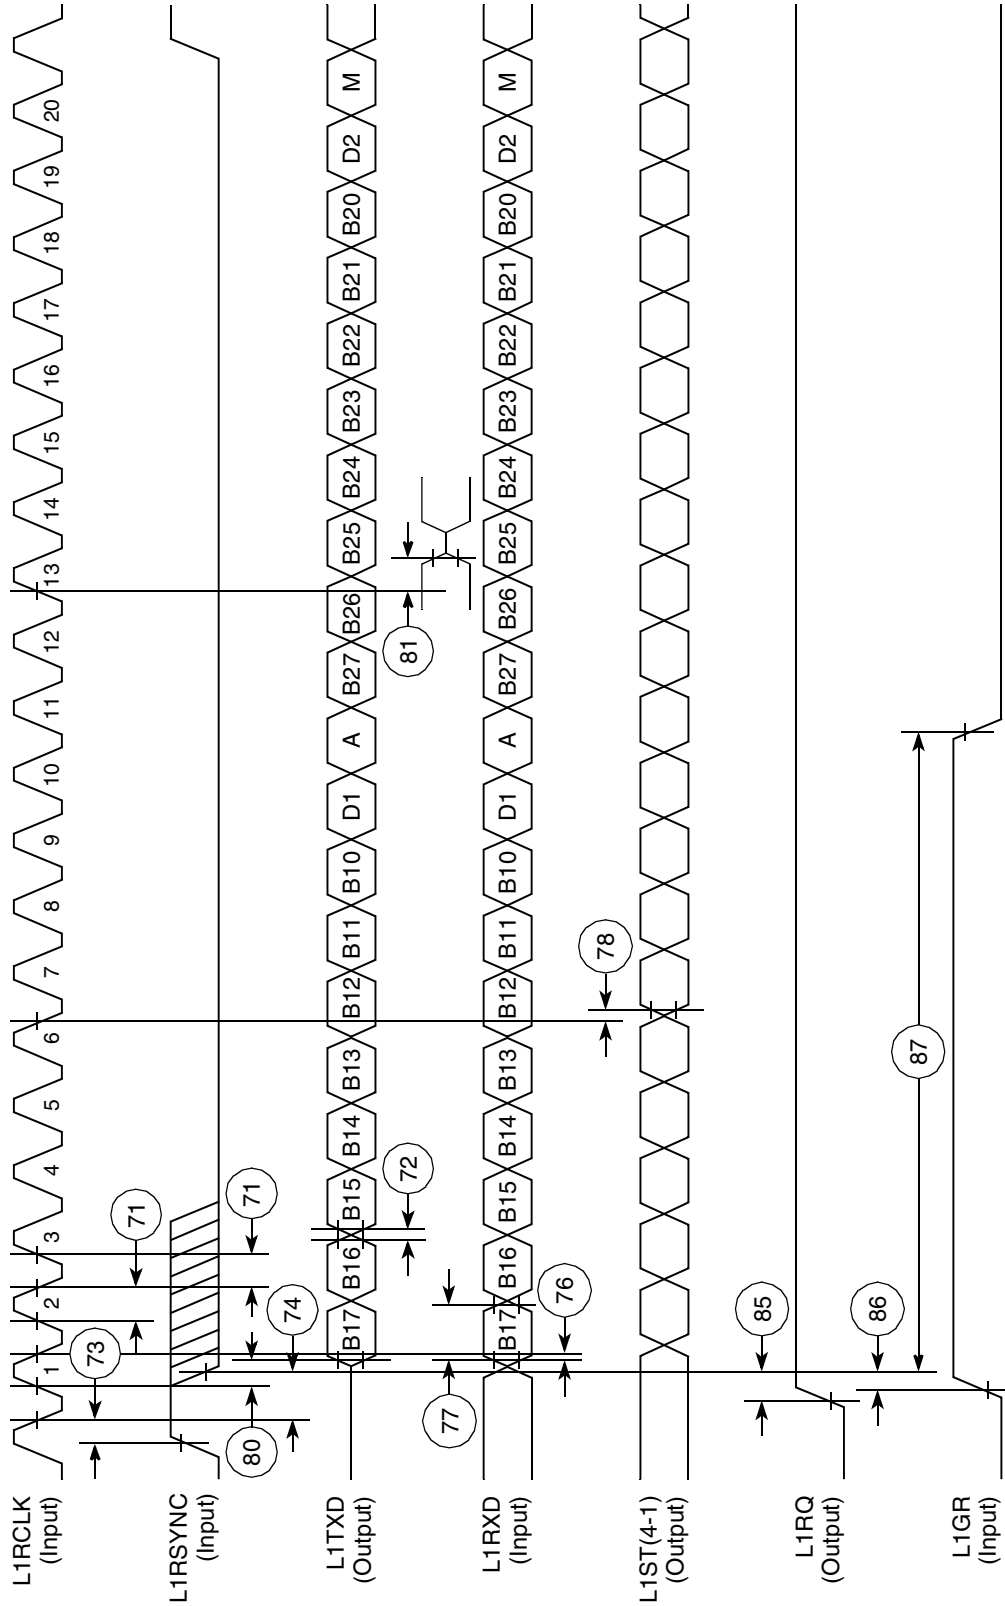 L1RCLK
(Input)
1 2 3 4 5 6 7 8 9 10 11 12 13 14 15 16 17 18 19 20
73
71
L1RSYNC
(Input)
71
80
74
L1TXD
(Output)
B17 B16 B15 B14 B13 B12 B11 B10 D1 A B27 B26 B25 B24 B23 B22 B21 B20 D2 M
72
81
77
L1RXD
(Input)
B17 B16 B15 B14 B13 B12 B11 B10 D1 A B27 B26 B25 B24 B23 B22 B21 B20 D2 M
76
78
L1ST(4-1)
(Output)
85
L1RQ
(Output)
86
87
L1GR
(Input)